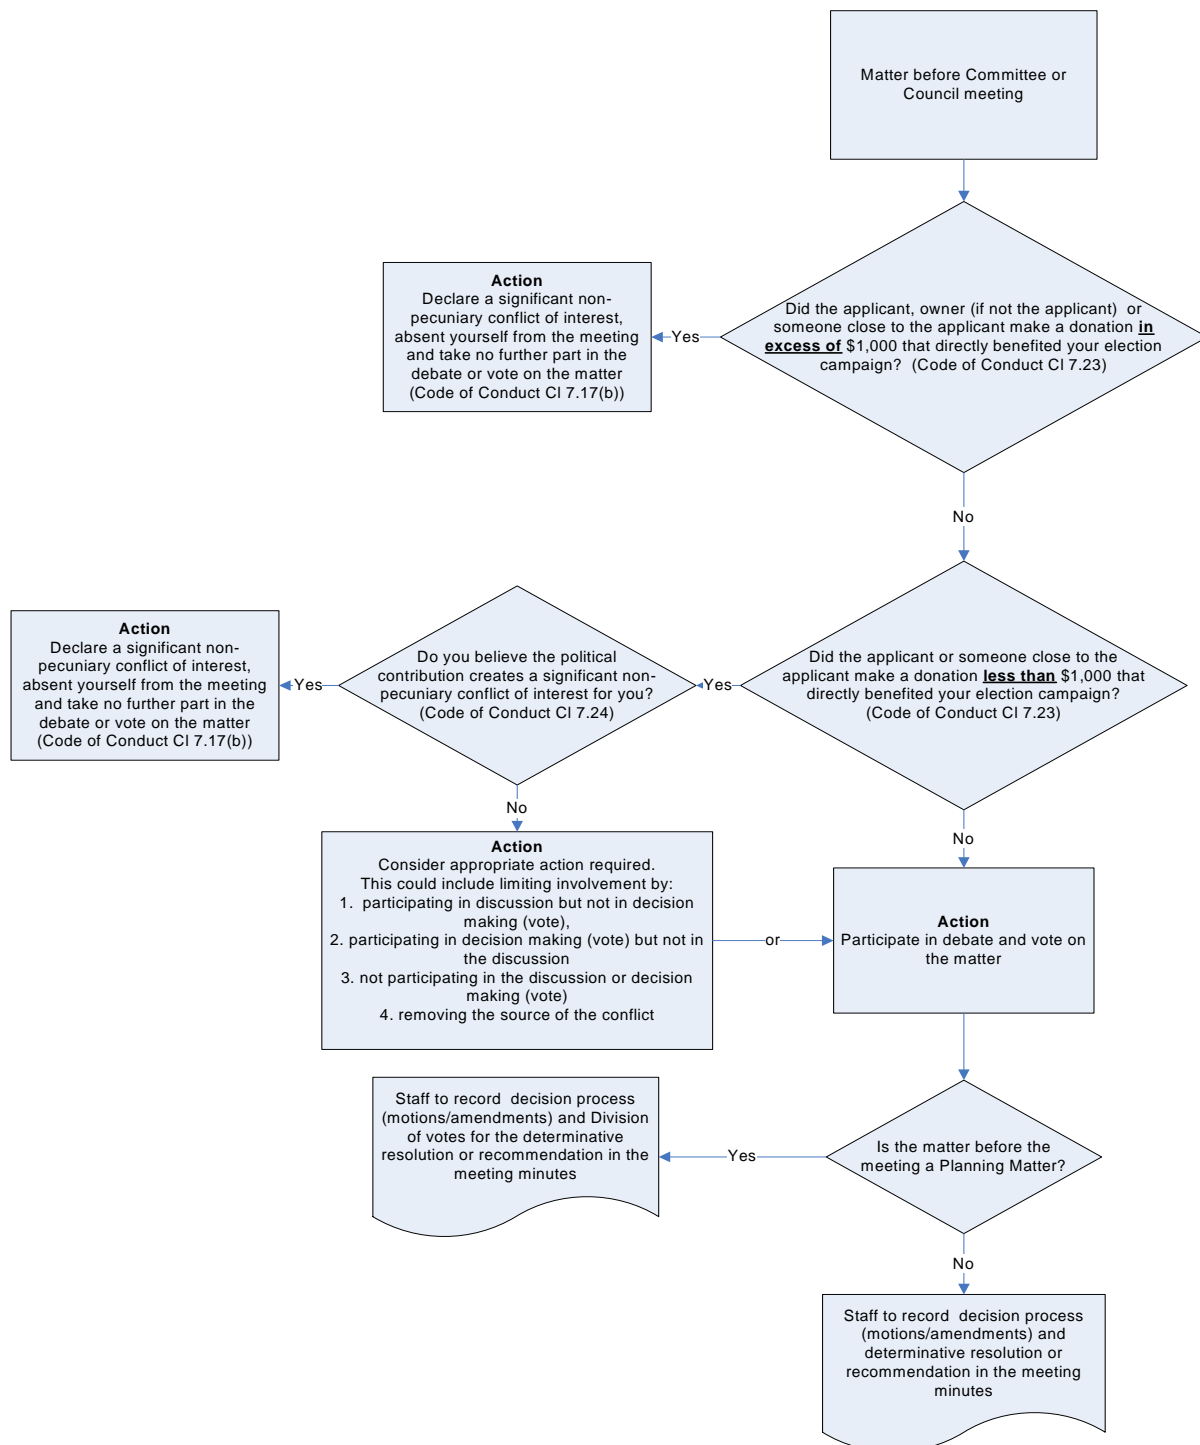 Matter before Committee or
Council meeting
Action
Declare a significant non-
pecuniary conflict of interest,
absent yourself from the meeting
and take no further part in the
debate or vote on the matter
(Code of Conduct Cl 7.17(b))
Yes
Did the applicant, owner (if not the applicant)  or
someone close to the applicant make a donation in
excess of $1,000 that directly benefited your election
campaign?  (Code of Conduct Cl 7.23)
No
Action
Declare a significant non-
pecuniary conflict of interest,
absent yourself from the meeting
and take no further part in the
debate or vote on the matter
(Code of Conduct Cl 7.17(b))
Yes
Do you believe the political
contribution creates a significant non-
pecuniary conflict of interest for you?
(Code of Conduct Cl 7.24)
Yes
Did the applicant or someone close to the
applicant make a donation less than $1,000 that
directly benefited your election campaign?
(Code of Conduct Cl 7.23)
No
No
Action
Consider appropriate action required.
This could include limiting involvement by:
1.  participating in discussion but not in decision
making (vote),
2. participating in decision making (vote) but not in
the discussion
3. not participating in the discussion or decision
making (vote)
4. removing the source of the conflict
or
Action
Participate in debate and vote on
the matter
Staff to record  decision process
(motions/amendments) and Division
of votes for the determinative
resolution or recommendation in the
meeting minutes
Yes
Is the matter before the
meeting a Planning Matter?
No
Staff to record  decision process
(motions/amendments) and
determinative resolution or
recommendation in the meeting
minutes